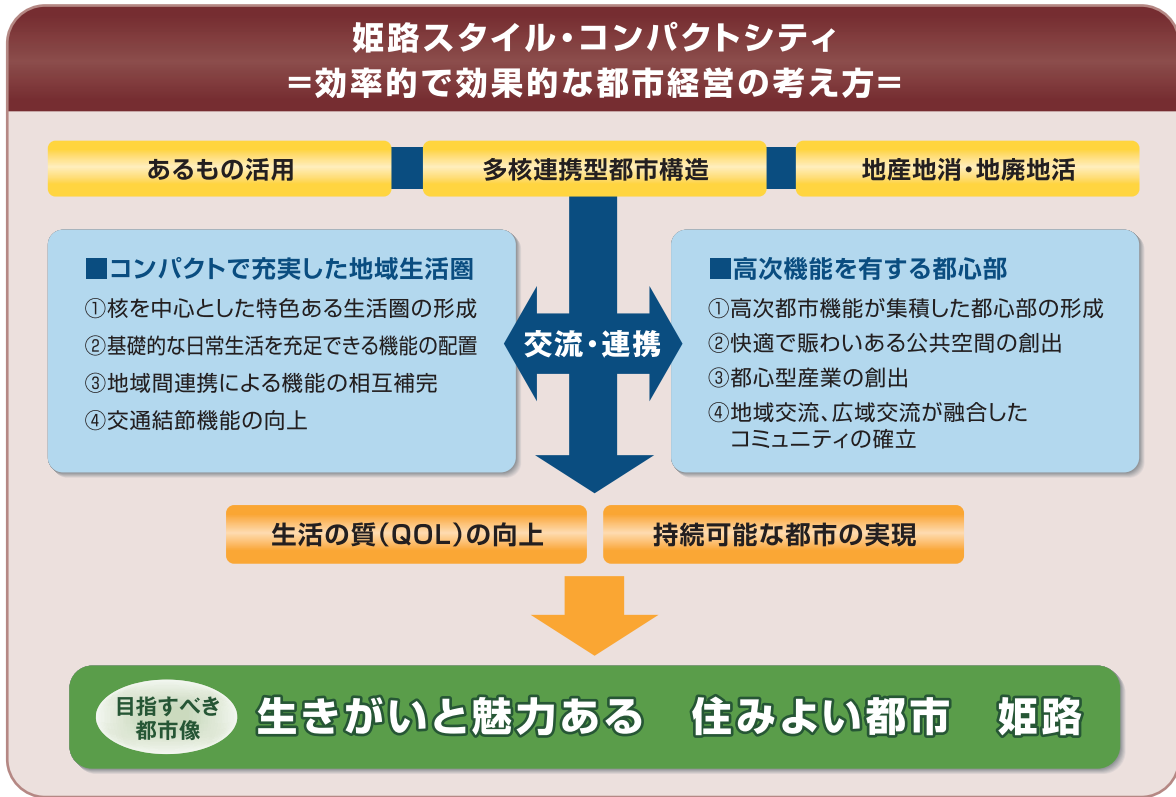 姫路スタイル・コンパクトシティ
=効率的で効果的な都市経営の考え方=
あるもの活用
多核連携型都市構造
地産地消・地廃地活
■コンパクトで充実した地域生活圏
①核を中心とした特色ある生活圏の形成
②基礎的な日常生活を充足できる機能の配置
③地域間連携による機能の相互補完
④交通結節機能の向上
交流・連携
■高次機能を有する都心部
①高次都市機能が集積した都心部の形成
②快適で賑わいある公共空間の創出
③都心型産業の創出
④地域交流、広域交流が融合した
コミュニティの確立
生活の質(QOL)の向上
持続可能な都市の実現
目指すべき
都市像
生きがいと魅力ある 住みよい都市 姫路